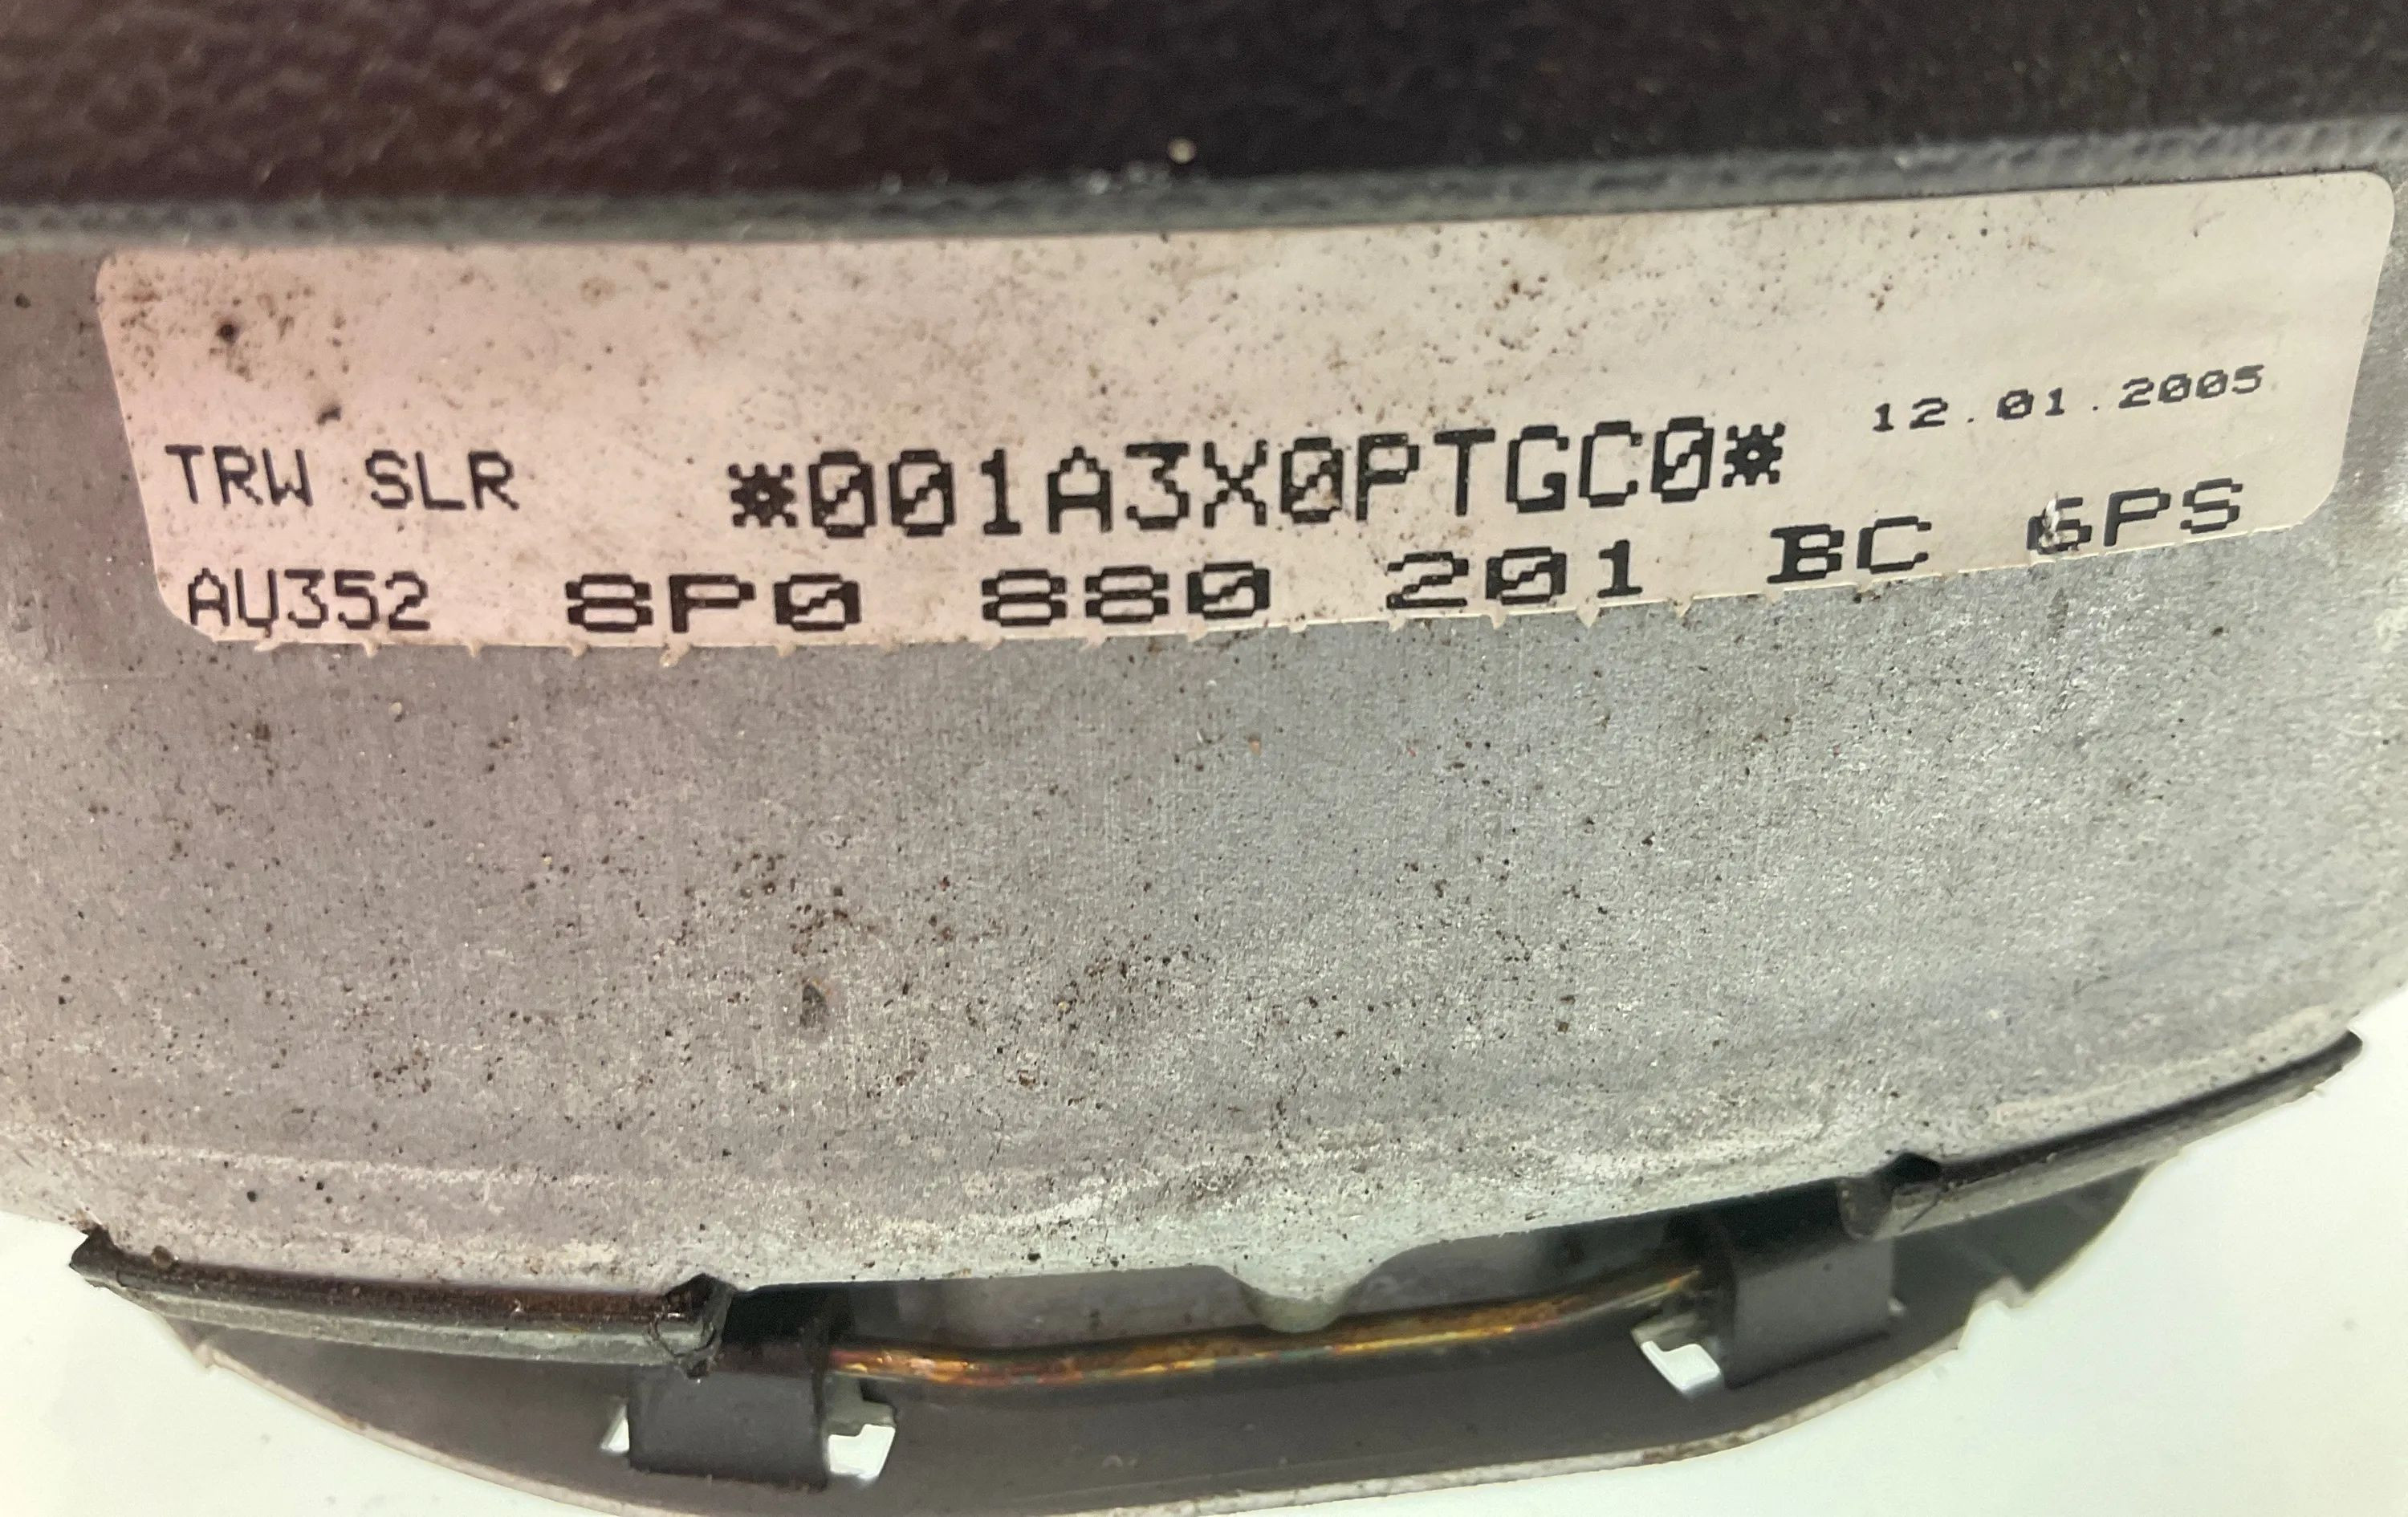 TRW SLR *001A3X0PTGC0* 12.01.2005
AU352 8P0 880 201 BC 6PS